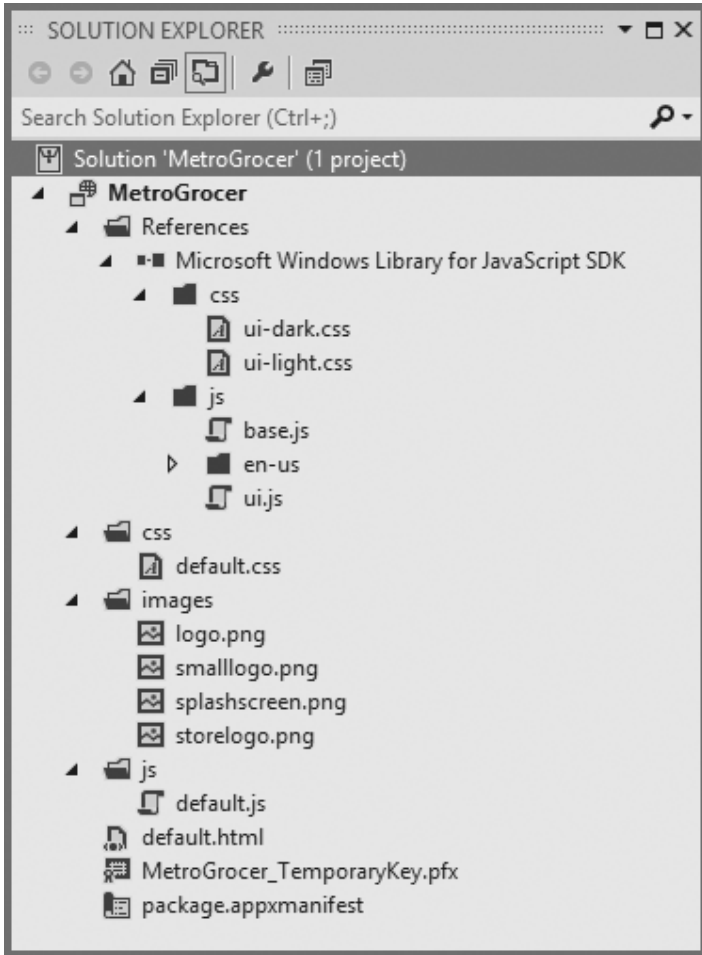 SOLUTION EXPLORER
Search Solution Explorer (Ctrl+;)
Solution 'MetroGrocer' (1 project)
MetroGrocer
References
Microsoft Windows Library for JavaScript SDK
css
ui-dark.css
ui-light.css
js
base.js
en-us
ui.js
css
default.css
images
logo.png
smalllogo.png
splashscreen.png
storelogo.png
js
default.js
default.html
MetroGrocer_TemporaryKey.pfx
package.appxmanifest